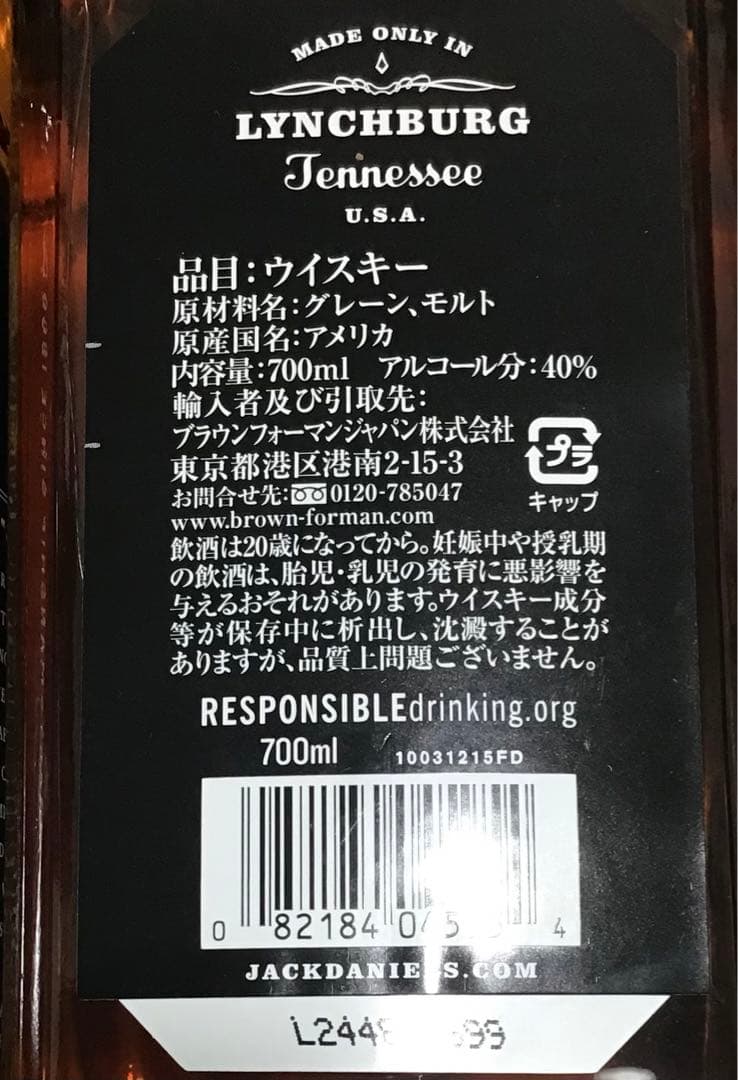 MADE ONLY IN
LYNCHBURG
Tennessee
U.S.A.
品目:ウイスキー
原材料名:グレーン、モルト
原産国名:アメリカ
内容量:700ml アルコール分:40%
輸入者及び引取先:
ブラウンフォーマンジャパン株式会社
東京都港区港南2-15-3
プラ
キャップ
お問合せ先:0120-785047
www.brown-forman.com
飲酒は20歳になってから。妊娠中や授乳期
の飲酒は、胎児・乳児の発育に悪影響を
与えるおそれがあります。ウイスキー成分
等が保存中に析出し、沈澱することが
ありますが、品質上問題ございません。
RESPONSIBLEdrinking.org
700ml 10031215FD
0 82184 4
JACKDANIELS.COM